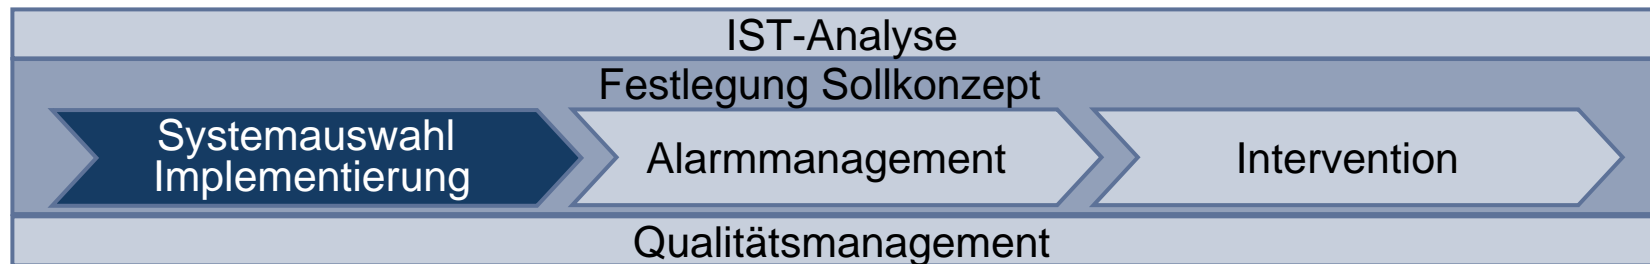 IST-Analyse
Festlegung Sollkonzept
Systemauswahl
Implementierung
Alarmmanagement
Intervention
Qualitätsmanagement